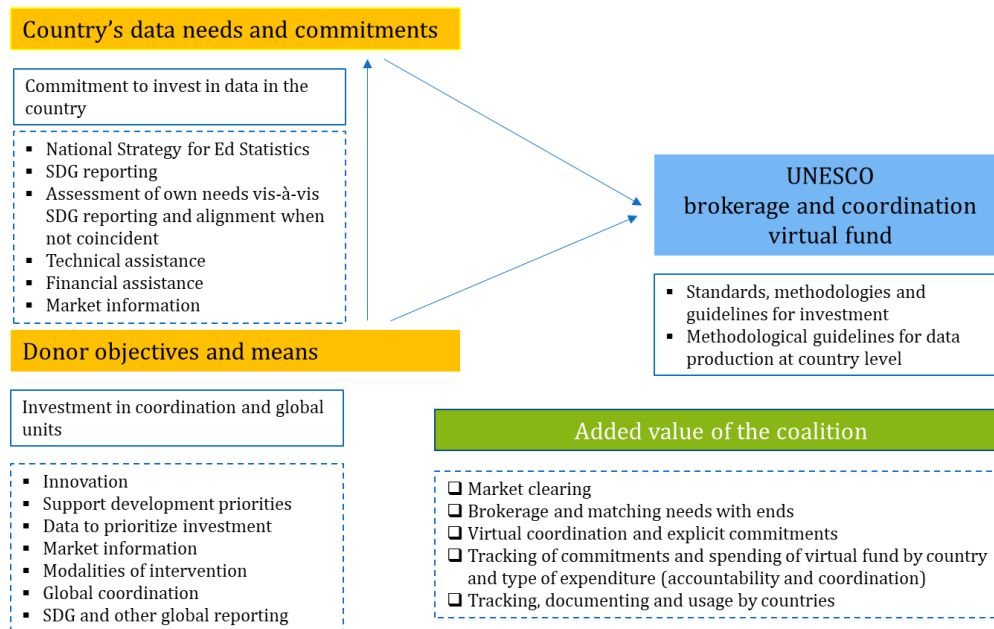 Country's data needs and commitments
Commitment to invest in data in the
country
▪ National Strategy for Ed Statistics
▪ SDG reporting
▪ Assessment of own needs vis-à-vis
SDG reporting and alignment when
not coincident
▪ Technical assistance
▪ Financial assistance
▪ Market information
Donor objectives and means
Investment in coordination and global
units
▪ Innovation
▪ Support development priorities
▪ Data to prioritize investment
▪ Market information
▪ Modalities of intervention
▪ Global coordination
▪ SDG and other global reporting
UNESCO
brokerage and coordination
virtual fund
▪ Standards, methodologies and
guidelines for investment
▪ Methodological guidelines for data
production at country level
Added value of the coalition
❑ Market clearing
❑ Brokerage and matching needs with ends
❑ Virtual coordination and explicit commitments
❑ Tracking of commitments and spending of virtual fund by country
and type of expenditure (accountability and coordination)
❑ Tracking, documenting and usage by countries